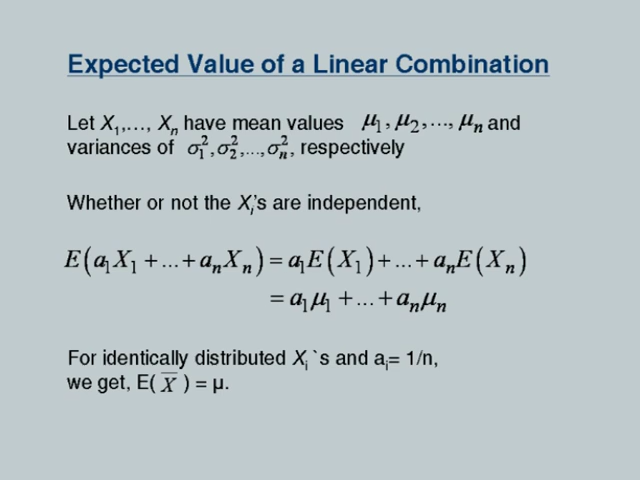 Expected Value of a Linear Combination
Let X₁,…, Xₙ have mean values μ₁, μ₂,…, μₙ and
variances of σ₁²,σ₂²,...,σₙ², respectively
Whether or not the Xᵢ's are independent,
E(a₁X₁ + ... + aₙXₙ) = a₁E(X₁) + ... + aₙE(Xₙ)
= a₁μ₁ + ... + aₙμₙ
For identically distributed Xᵢ `s and aᵢ= 1/n,
we get, E( X̅ ) = μ.